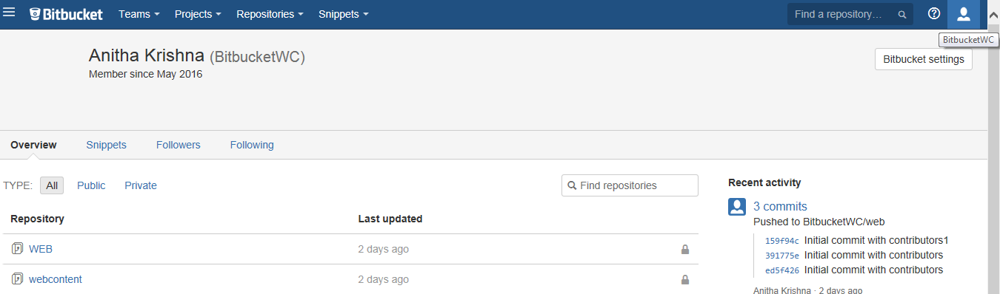 Bitbucket Teams Projects Repositories Snippets Find a repository...
BitbucketWC
Anitha Krishna (BitbucketWC)
Member since May 2016
Bitbucket settings
Overview Snippets Followers Following
TYPE: All Public Private Find repositories
Repository Last updated
WEB 2 days ago
webcontent 2 days ago
Recent activity
3 commits
Pushed to BitbucketWC/web
159f94c Initial commit with contributors1
391775e Initial commit with contributors
ed5f426 Initial commit with contributors
Anitha Krishna · 2 days ago